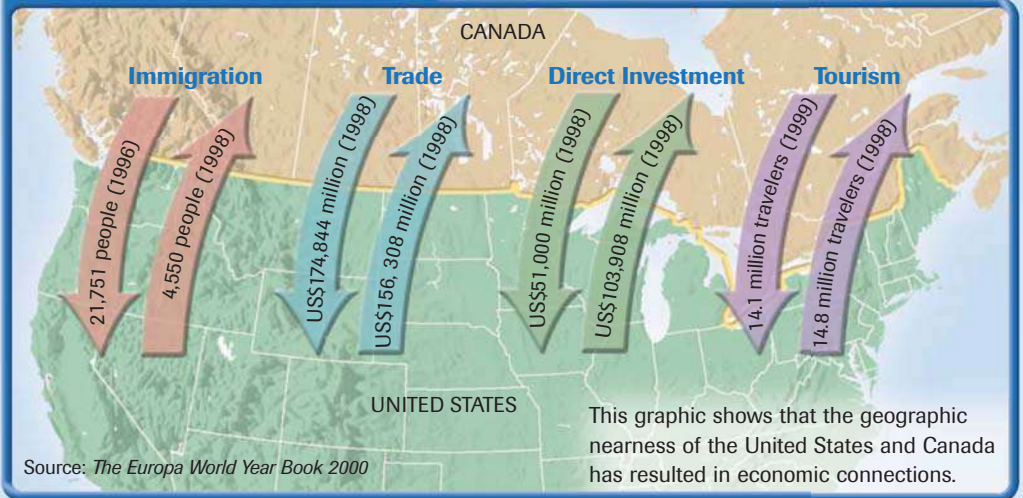 CANADA
Immigration
Trade
Direct Investment
Tourism
21,751 people (1996)
4,550 people (1998)
US$174,844 million (1998)
US$156, 308 million (1998)
US$51,000 million (1998)
US$103,908 million (1998)
14.1 million travelers (1999)
14.8 million travelers (1998)
UNITED STATES
This graphic shows that the geographic
nearness of the United States and Canada
has resulted in economic connections.
Source: The Europa World Year Book 2000